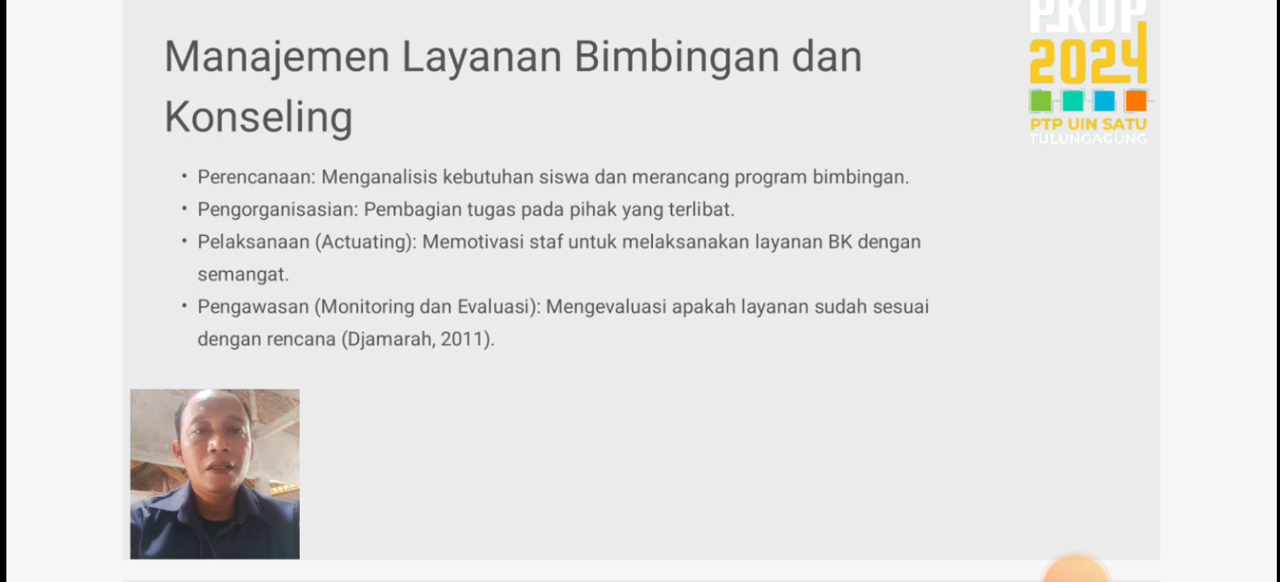 PKDP
2024
PTP UIN SATU
TULUNGAGUNG
Manajemen Layanan Bimbingan dan
Konseling
• Perencanaan: Menganalisis kebutuhan siswa dan merancang program bimbingan.
• Pengorganisasian: Pembagian tugas pada pihak yang terlibat.
• Pelaksanaan (Actuating): Memotivasi staf untuk melaksanakan layanan BK dengan
semangat.
• Pengawasan (Monitoring dan Evaluasi): Mengevaluasi apakah layanan sudah sesuai
dengan rencana (Djamarah, 2011).